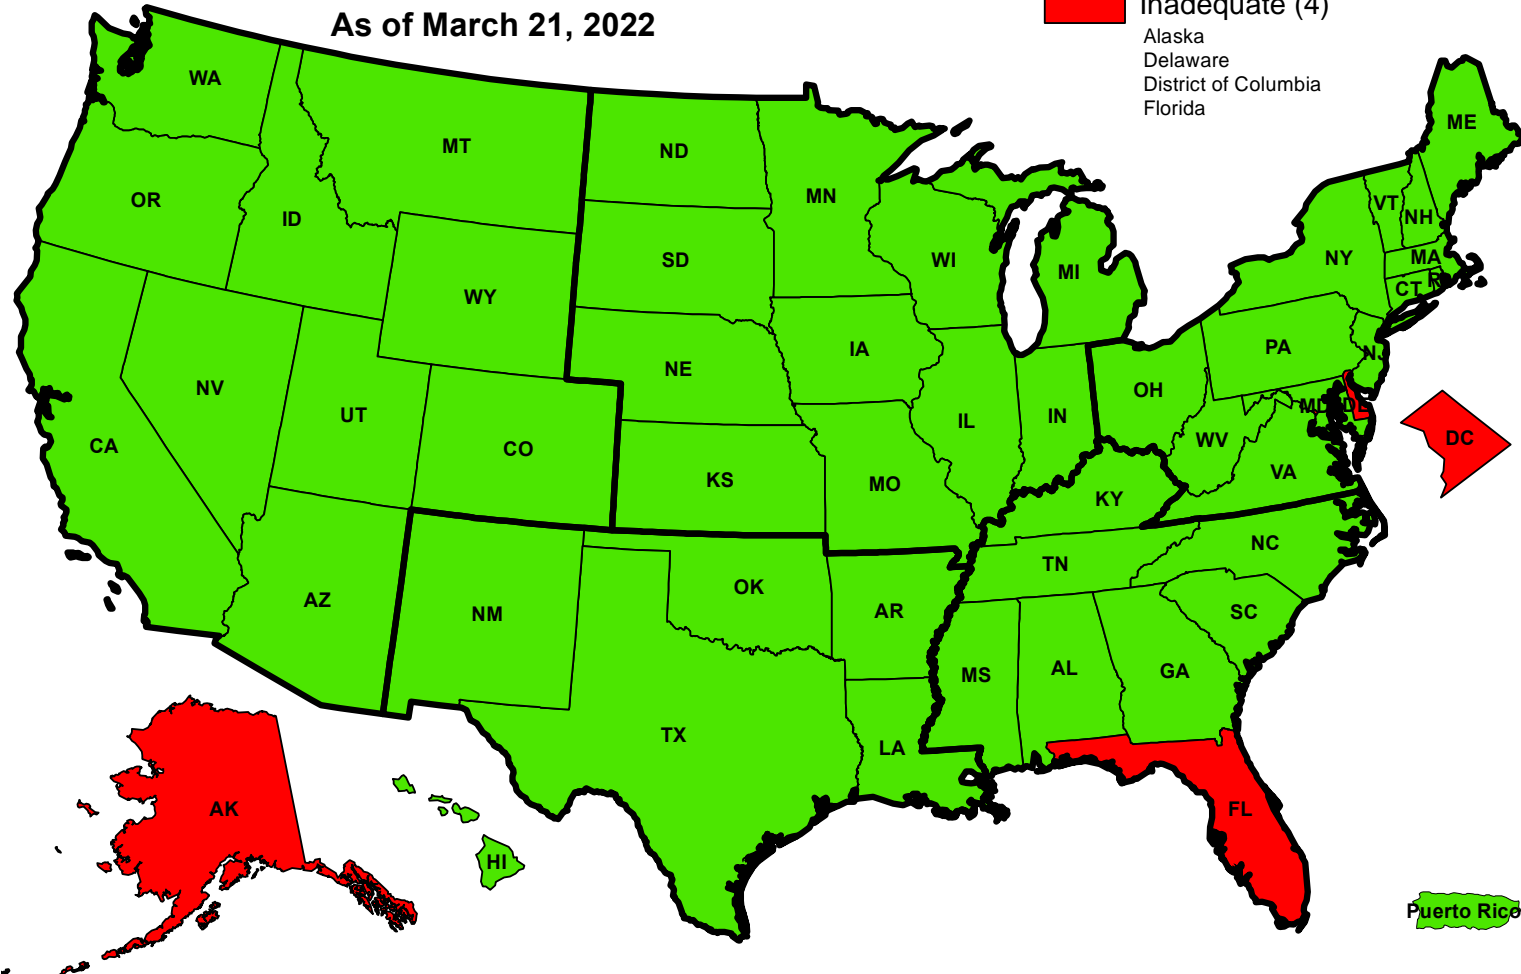 Inadequate (4)
As of March 21, 2022
Alaska
Delaware
District of Columbia
Florida
WA
ME
MT
ND
MN
OR
VT
NH
ID
SD
WI
MI
NY
MA
WY
CT
RI
IA
PA
NJ
NE
NV
UT
OH
IN
IL
MD
DE
CA
CO
WV
DC
KS
MO
VA
KY
NC
TN
OK
AZ
NM
AR
SC
MS
AL
GA
TX
LA
AK
FL
HI
Puerto Rico